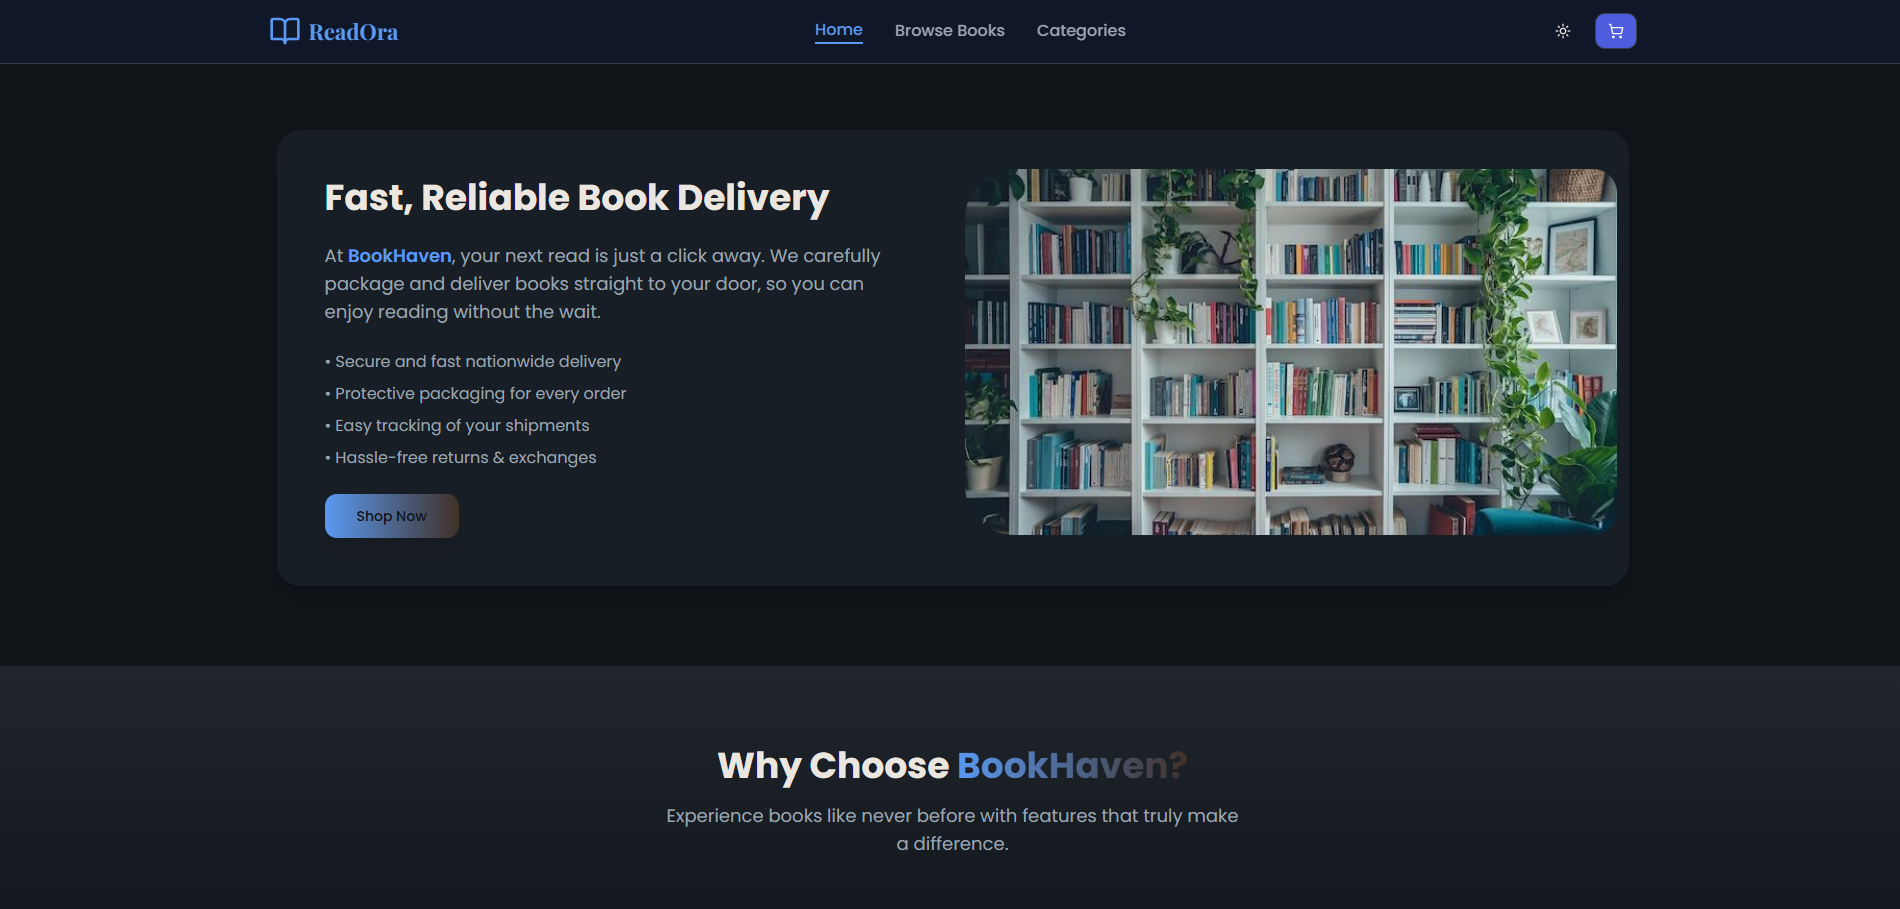 ReadOra
Home
Browse Books
Categories
Fast, Reliable Book Delivery
At BookHaven, your next read is just a click away. We carefully
package and deliver books straight to your door, so you can
enjoy reading without the wait.
• Secure and fast nationwide delivery
• Protective packaging for every order
• Easy tracking of your shipments
• Hassle-free returns & exchanges
Shop Now
Why Choose BookHaven?
Experience books like never before with features that truly make
a difference.